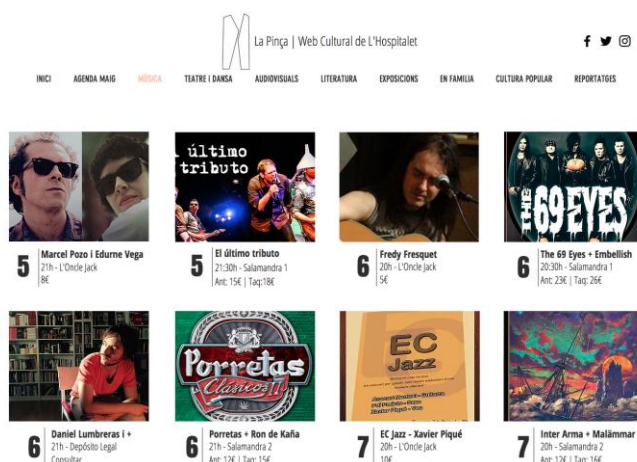 La Pinça | Web Cultural de L'Hospitalet
INICI AGENDA MAIG MÚSICA TEATRE I DANSA AUDIOVISUALS LITERATURA EXPOSICIONS EN FAMILIA CULTURA POPULAR REPORTATGES
último
tributo
THE 69 EYES
5
Marcel Pozo i Edurne Vega
21h - L'Oncle Jack
8€
5
El último tributo
21:30h - Salamandra 1
Ant: 15€ | Taq:18€
6
Fredy Fresquet
20h - L'Oncle Jack
5€
6
The 69 Eyes + Embellish
20:30h - Salamandra 1
Ant: 23€ | Taq: 26€
Porretas
Clásicos II
EC
Jazz
6
Daniel Lumbreras i +
21h - Depósito Legal
Consultar
6
Porretas + Ron de Kaña
21h - Salamandra 2
Ant: 12€ | Taq: 15€
7
EC Jazz - Xavier Piqué
20h - L'Oncle Jack
10€
7
Inter Arma + Malämmar
20h - Salamandra 2
Ant: 12€ | Taq: 16€